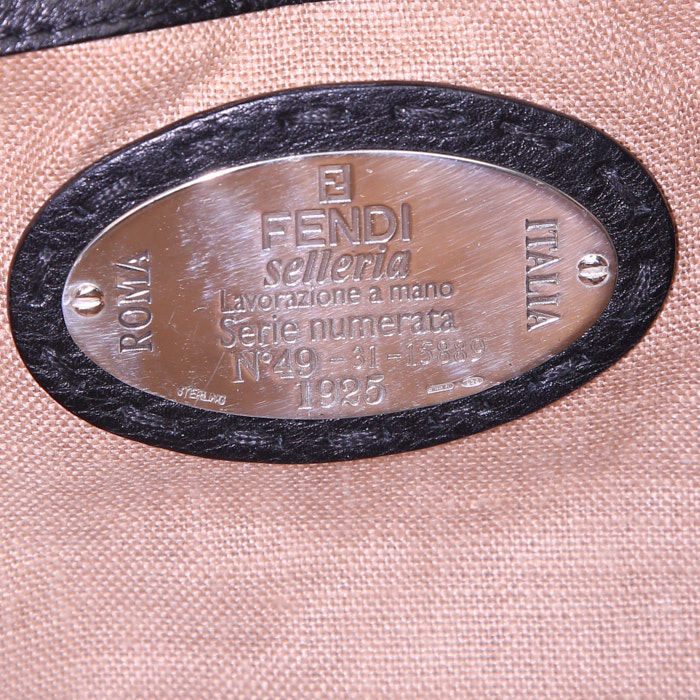 FENDI
selleria
Lavorazione a mano
Serie numerata
N°49 - 31-15889
1925
ROMA
ITALIA
STERLING